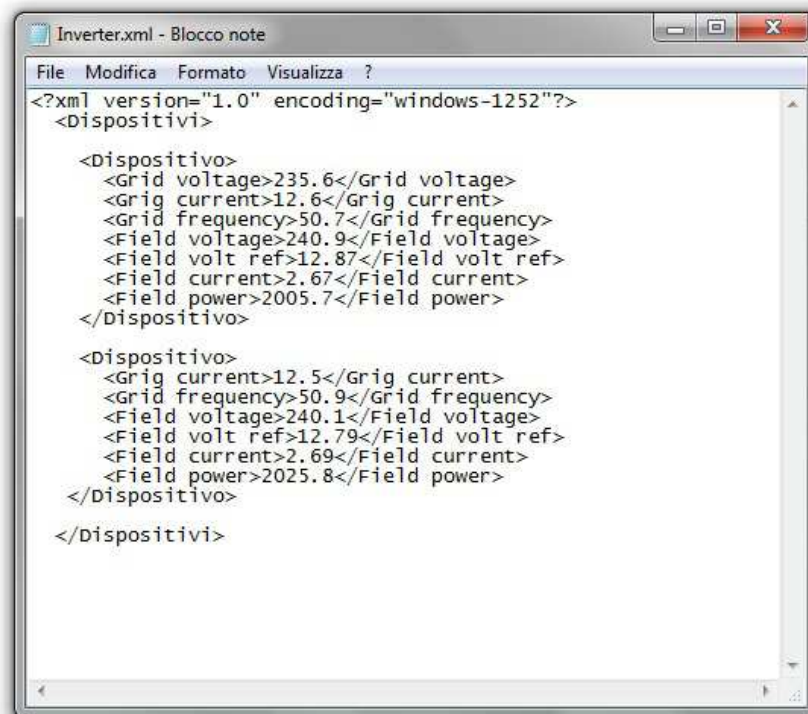 Inverter.xml - Blocco note
File Modifica Formato Visualizza ?
<?xml version="1.0" encoding="windows-1252"?>
<Dispositivi>
<Dispositivo>
<Grid voltage>235.6</Grid voltage>
<Grig current>12.6</Grig current>
<Grid frequency>50.7</Grid frequency>
<Field voltage>240.9</Field voltage>
<Field volt ref>12.87</Field volt ref>
<Field current>2.67</Field current>
<Field power>2005.7</Field power>
</Dispositivo>
<Dispositivo>
<Grig current>12.5</Grig current>
<Grid frequency>50.9</Grid frequency>
<Field voltage>240.1</Field voltage>
<Field volt ref>12.79</Field volt ref>
<Field current>2.69</Field current>
<Field power>2025.8</Field power>
</Dispositivo>
</Dispositivi>